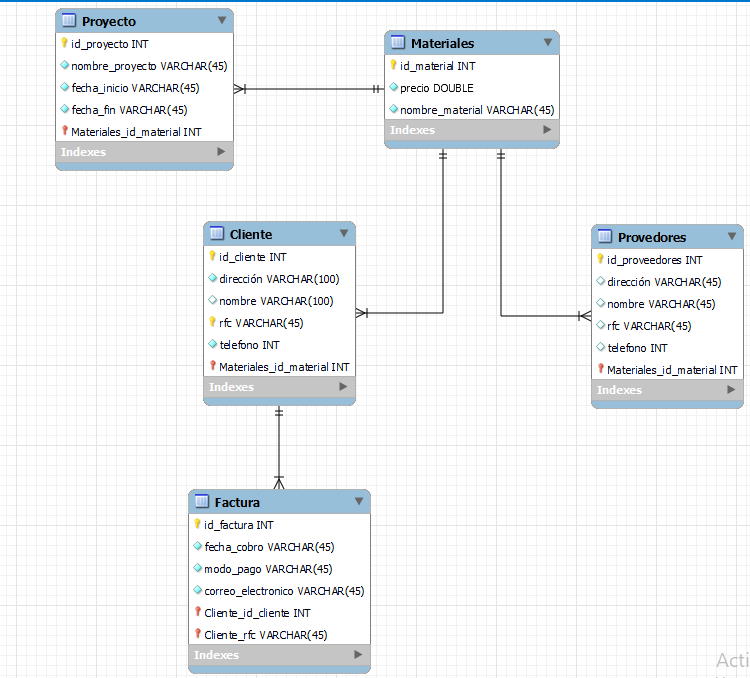 Proyecto
id_proyecto INT
nombre_proyecto VARCHAR(45)
fecha_inicio VARCHAR(45)
fecha_fin VARCHAR(45)
Materiales_id_material INT
Indexes
Materiales
id_material INT
precio DOUBLE
nombre_material VARCHAR(45)
Indexes
Cliente
id_cliente INT
dirección VARCHAR(100)
nombre VARCHAR(100)
rfc VARCHAR(45)
telefono INT
Materiales_id_material INT
Indexes
Provedores
id_proveedores INT
dirección VARCHAR(45)
nombre VARCHAR(45)
rfc VARCHAR(45)
telefono INT
Materiales_id_material INT
Indexes
Factura
id_factura INT
fecha_cobro VARCHAR(45)
modo_pago VARCHAR(45)
correo_electronico VARCHAR(45)
Cliente_id_cliente INT
Cliente_rfc VARCHAR(45)
Indexes
Acti